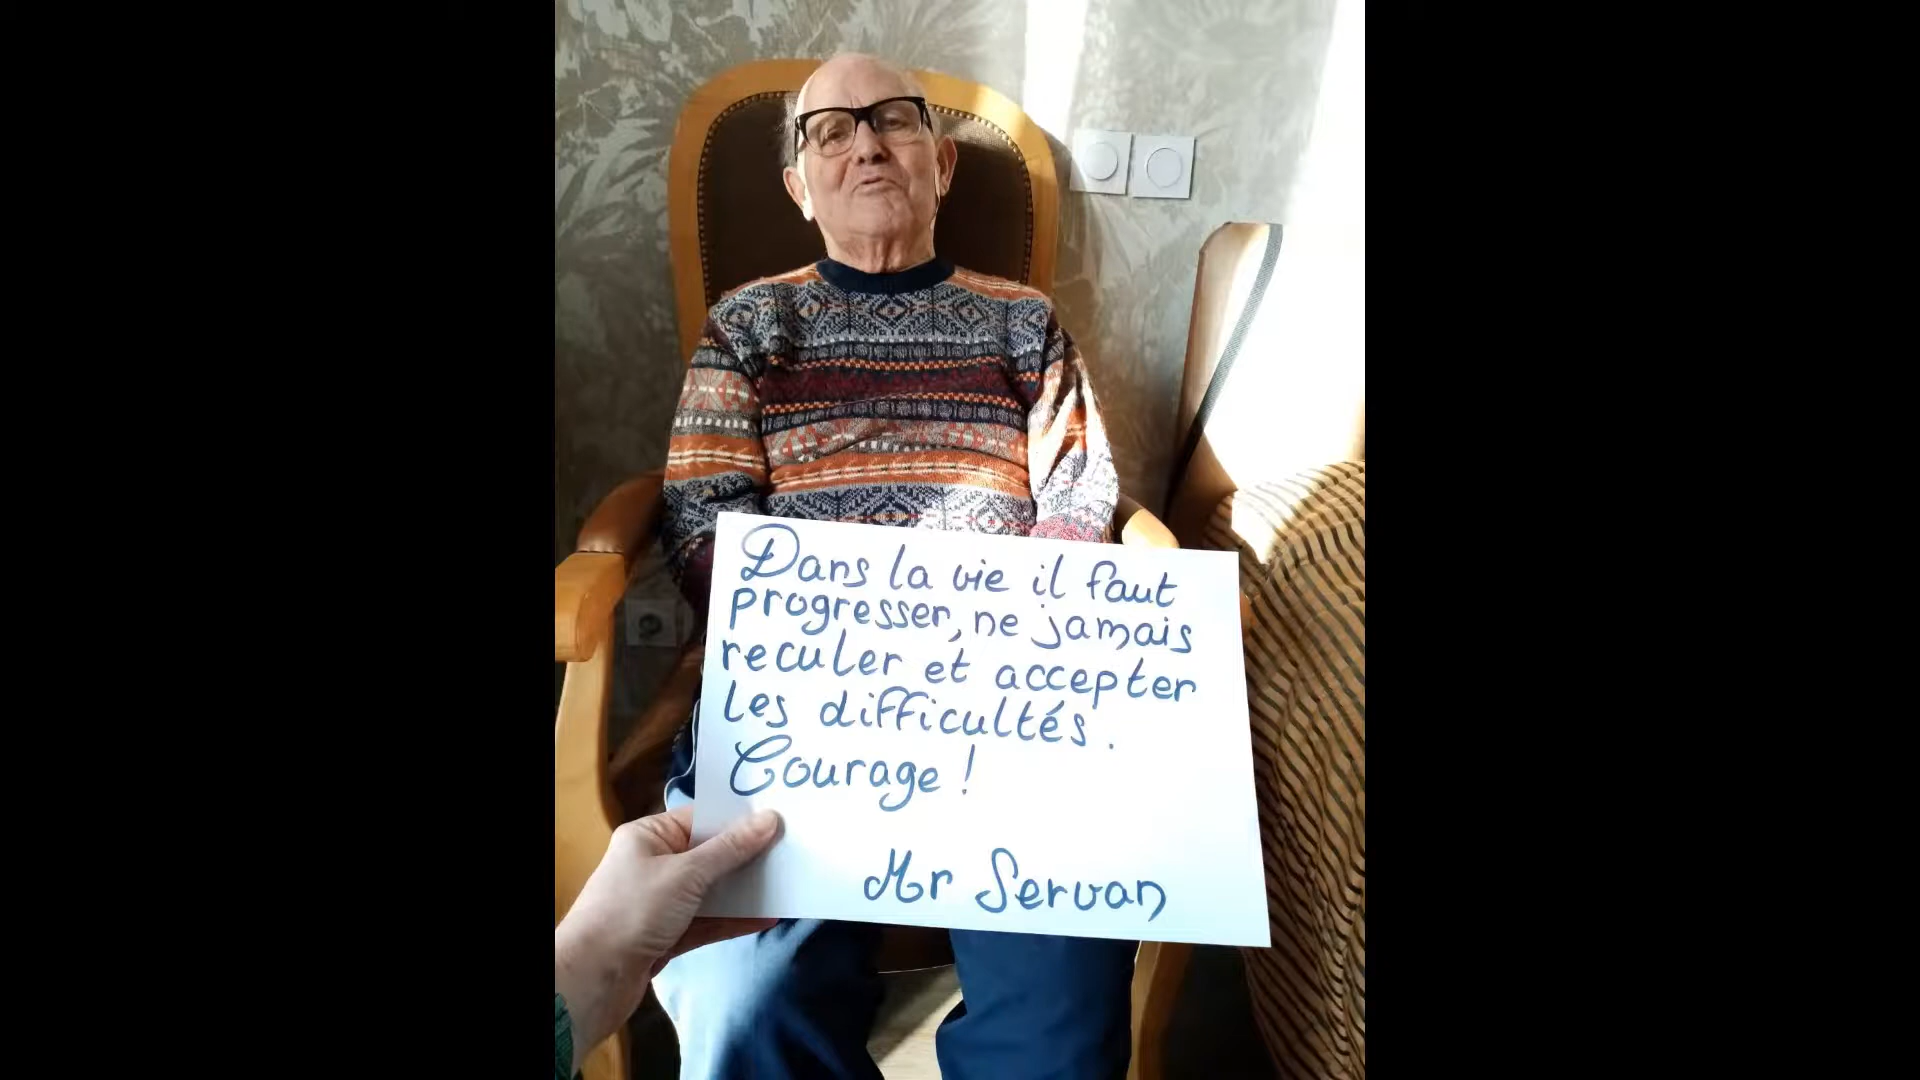 Dans la vie il faut
progresser, ne jamais
reculer et accepter
les difficultés.
Courage !
Mr Servan